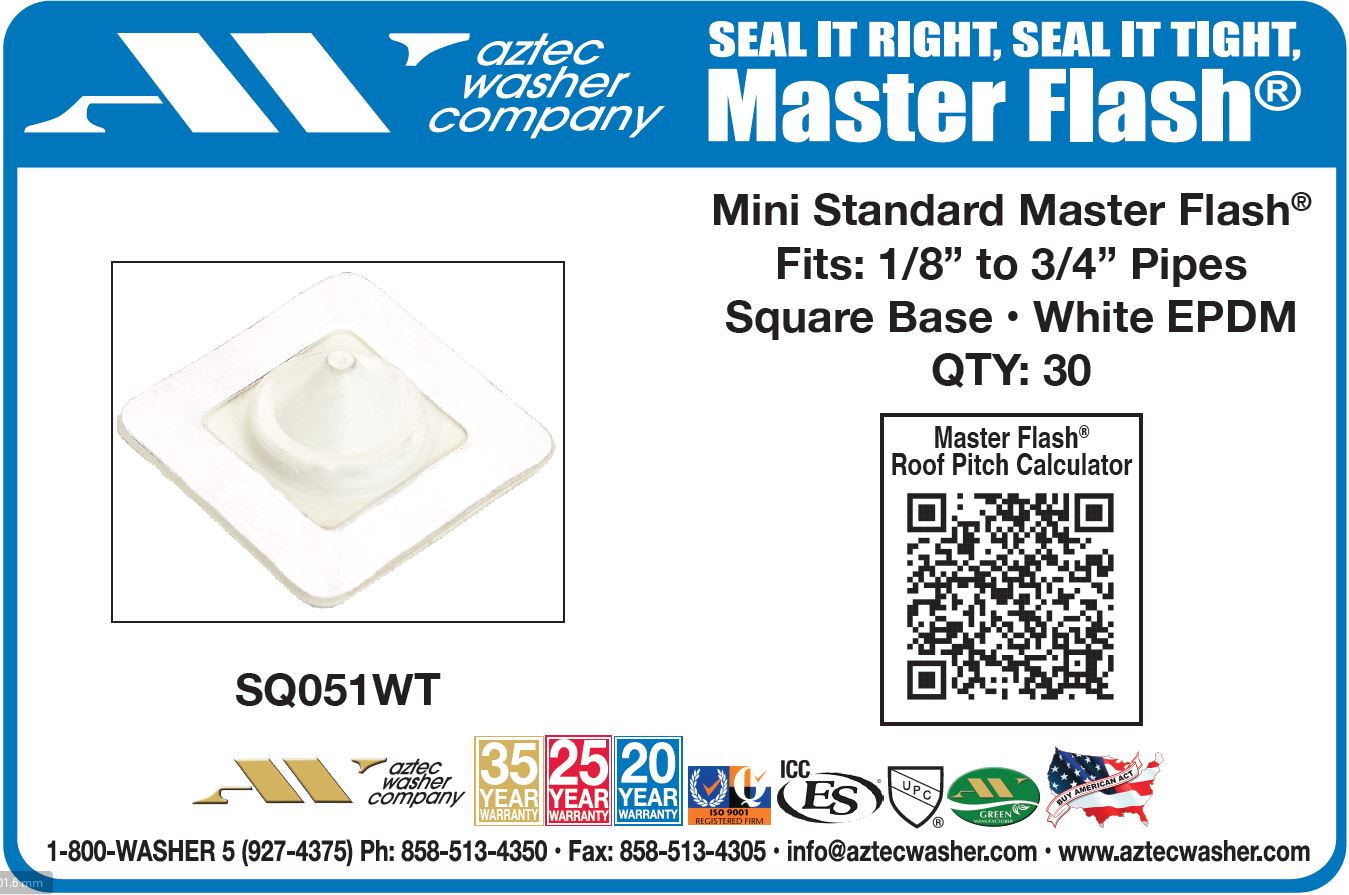 aztec
washer
company
SEAL IT RIGHT, SEAL IT TIGHT,
Master Flash®
Mini Standard Master Flash®
Fits: 1/8” to 3/4” Pipes
Square Base • White EPDM
QTY: 30
Master Flash®
Roof Pitch Calculator
SQ051WT
aztec
washer
company
35
YEAR
WARRANTY
25
YEAR
WARRANTY
20
YEAR
WARRANTY
Q
ISO 9001
REGISTERED FIRM
ICC
ES®
UPC®
GREEN
MANUFACTURER
BUY AMERICAN ACT
1-800-WASHER 5 (927-4375) Ph: 858-513-4350 • Fax: 858-513-4305 • info@aztecwasher.com • www.aztecwasher.com